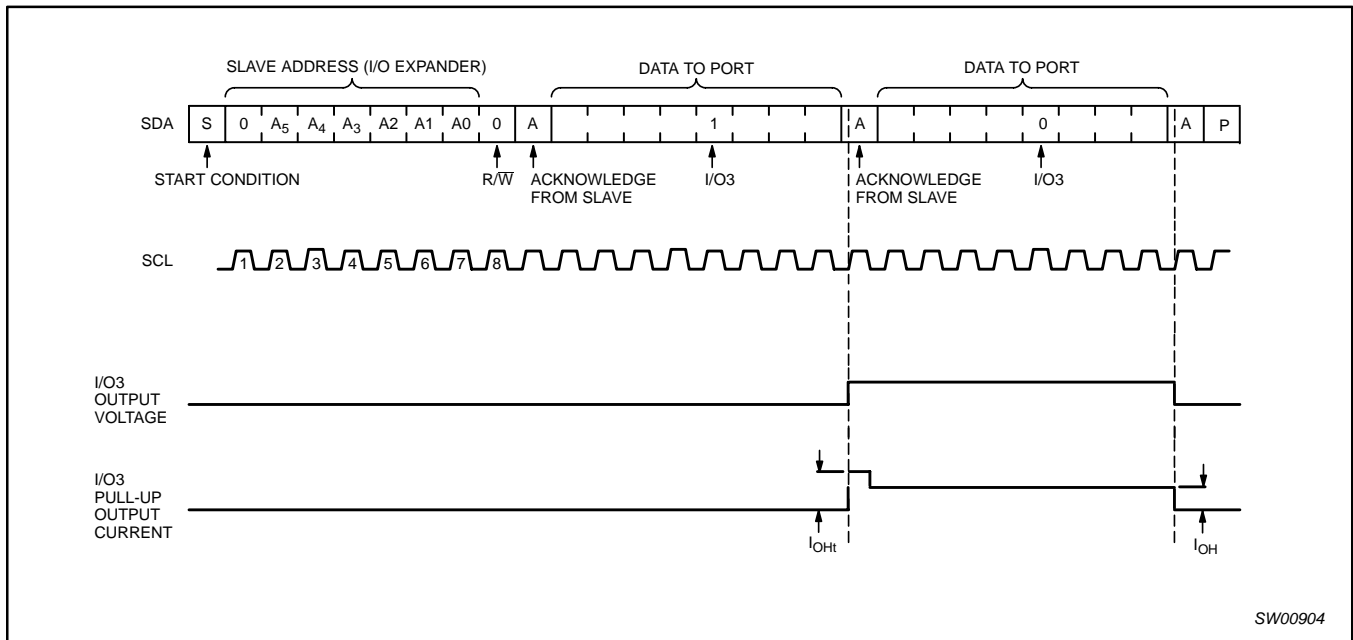 SLAVE ADDRESS (I/O EXPANDER) DATA TO PORT DATA TO PORT
SDA S 0 A5 A4 A3 A2 A1 A0 0 A 1 A 0 A P
START CONDITION R/W ACKNOWLEDGE FROM SLAVE I/O3 ACKNOWLEDGE FROM SLAVE I/O3
SCL 1 2 3 4 5 6 7 8
I/O3
OUTPUT
VOLTAGE
I/O3
PULL-UP
OUTPUT
CURRENT
IOHt IOH
SW00904